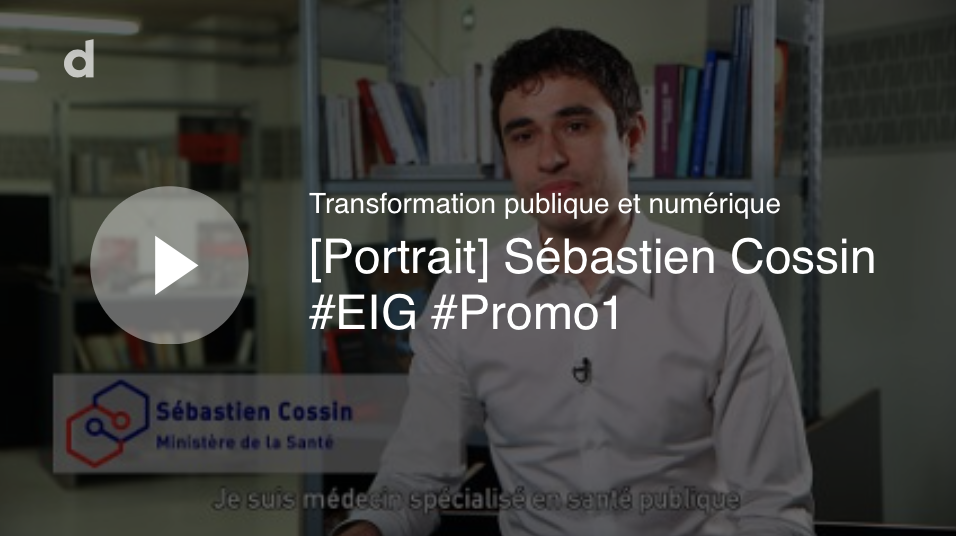 d
Transformation publique et numérique
[Portrait] Sébastien Cossin
#EIG #Promo1
Sébastien Cossin
Ministère de la Santé
Je suis médecin spécialisé en santé publique